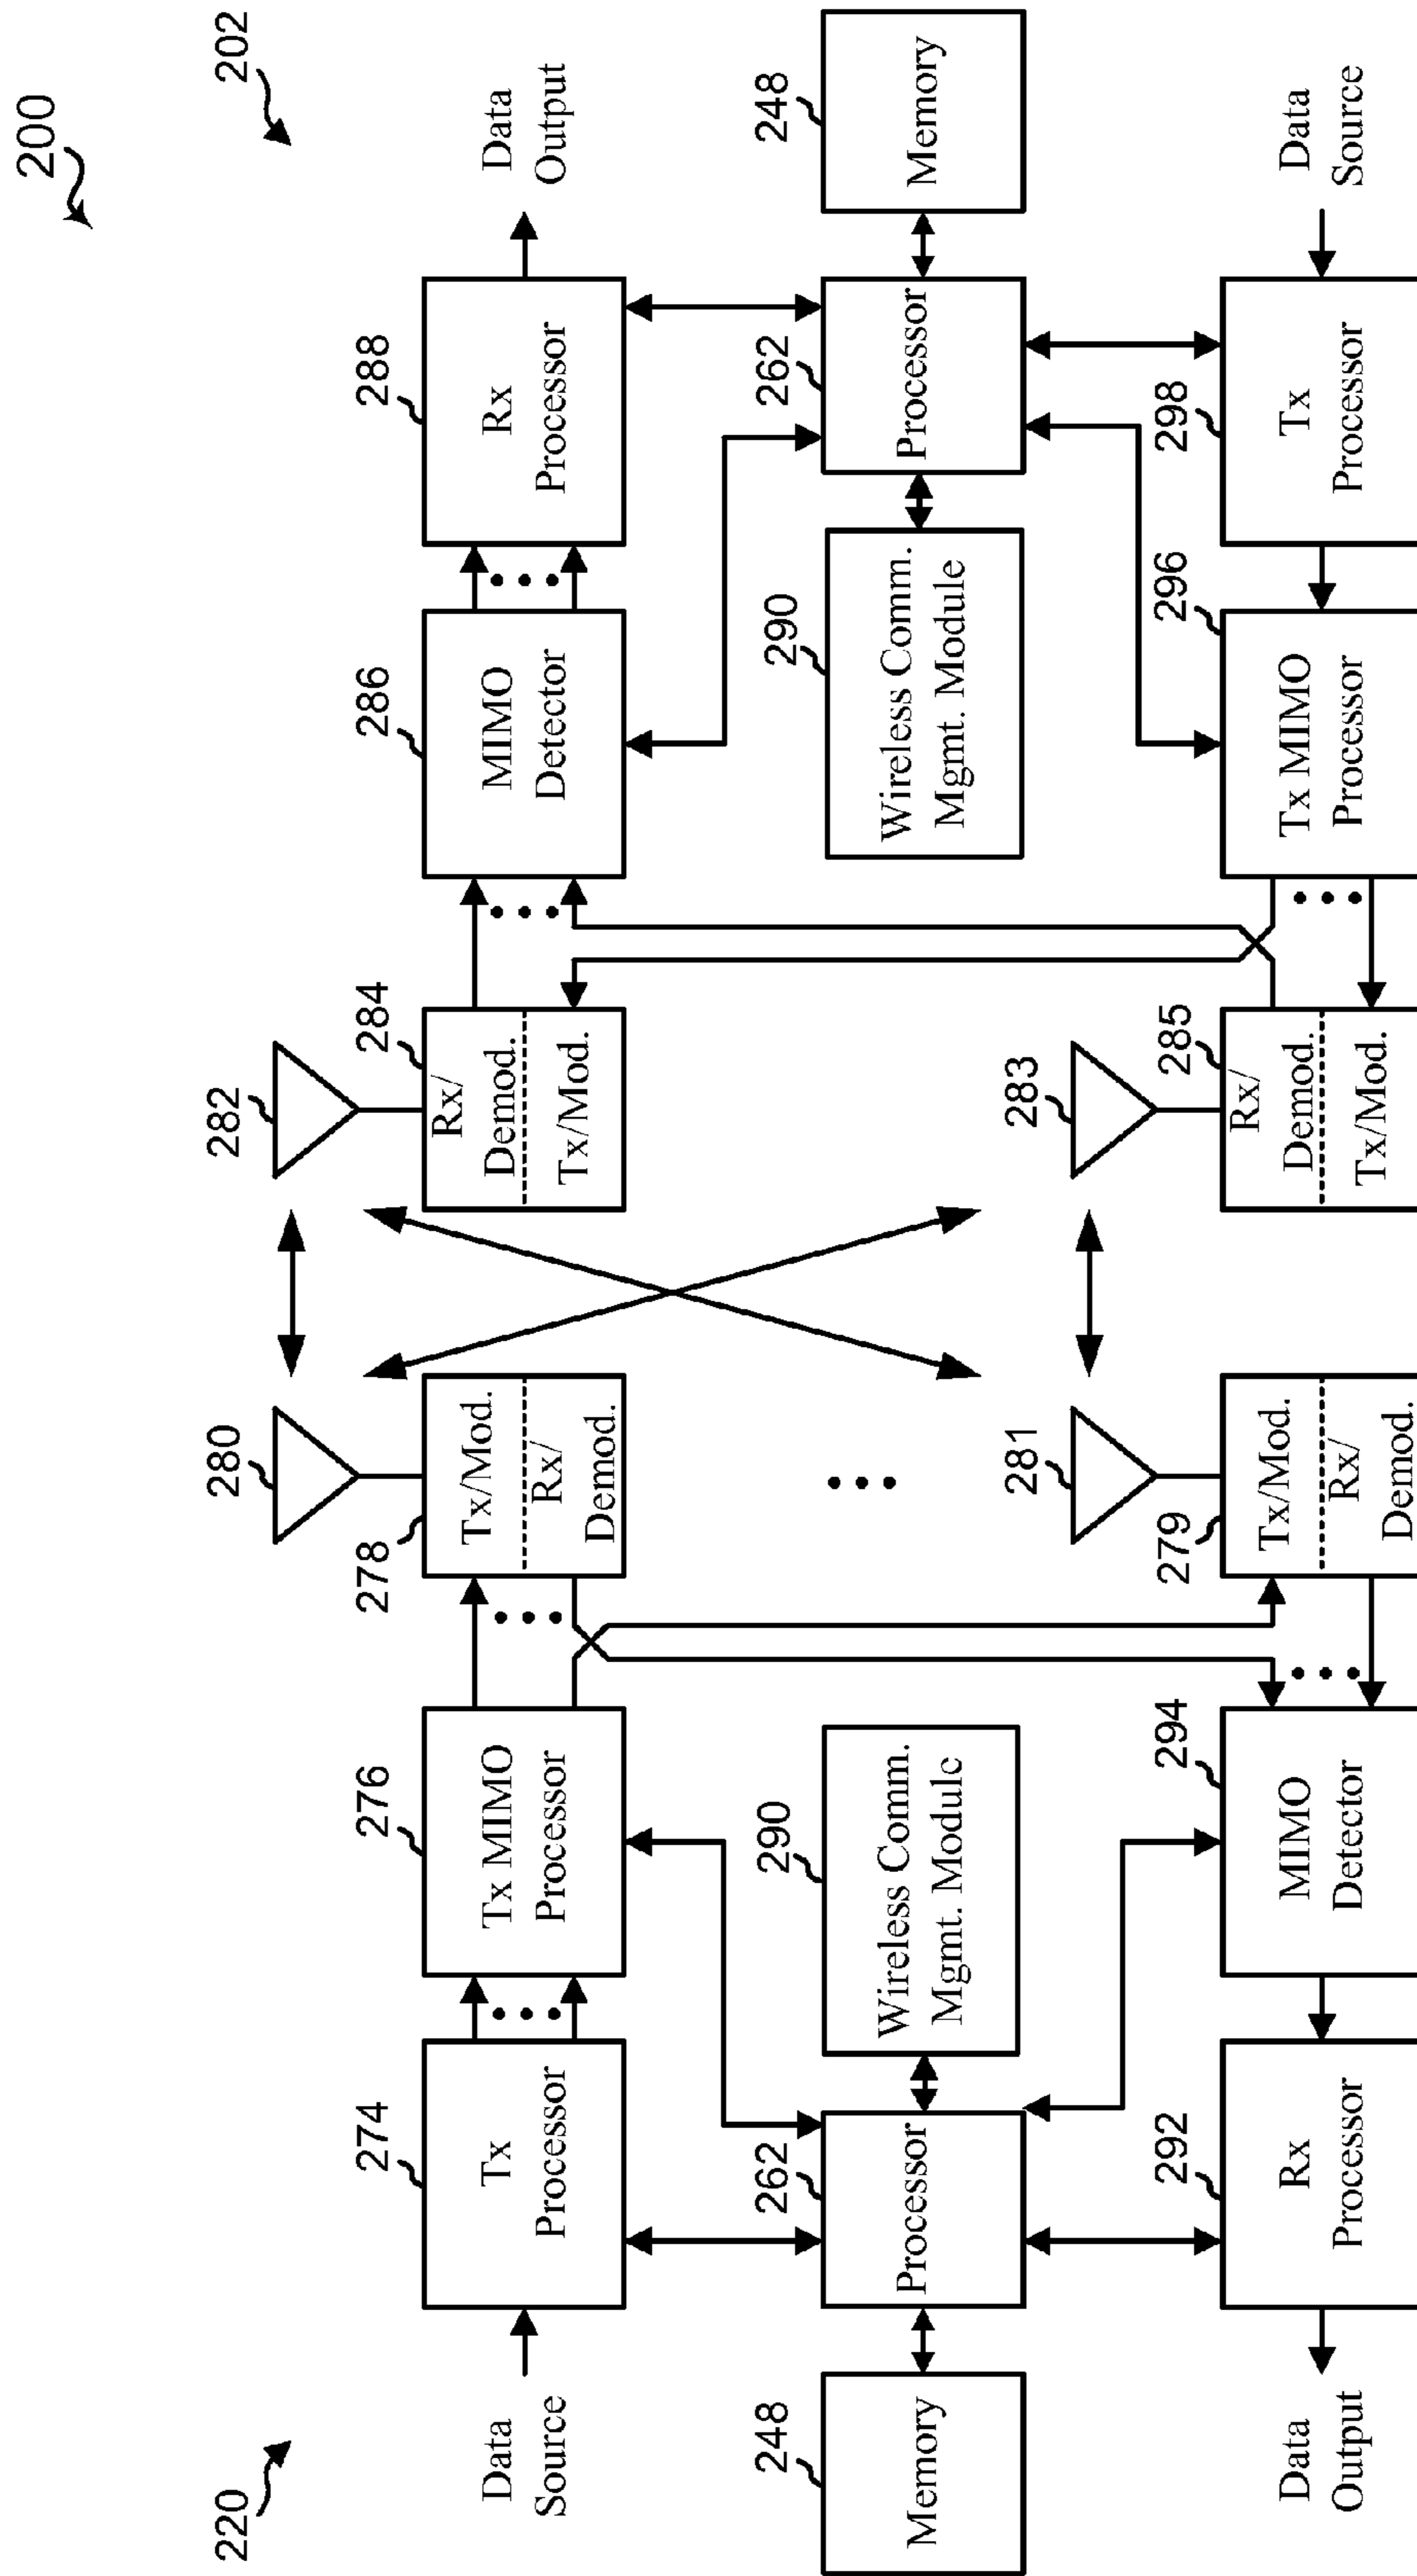 200
220
202
274
276
278
280
282
284
286
288
Data
Source
Tx
Processor
Tx MIMO
Processor
Tx/Mod.
Rx/
Demod.
Rx/
Demod.
Tx/Mod.
MIMO
Detector
Rx
Processor
Data
Output
248
262
290
290
262
248
Memory
Processor
Wireless Comm.
Mgmt. Module
Wireless Comm.
Mgmt. Module
Processor
Memory
292
294
279
281
283
285
296
298
Data
Output
Rx
Processor
MIMO
Detector
Tx/Mod.
Rx/
Demod.
Rx/
Demod.
Tx/Mod.
Tx MIMO
Processor
Tx
Processor
Data
Source